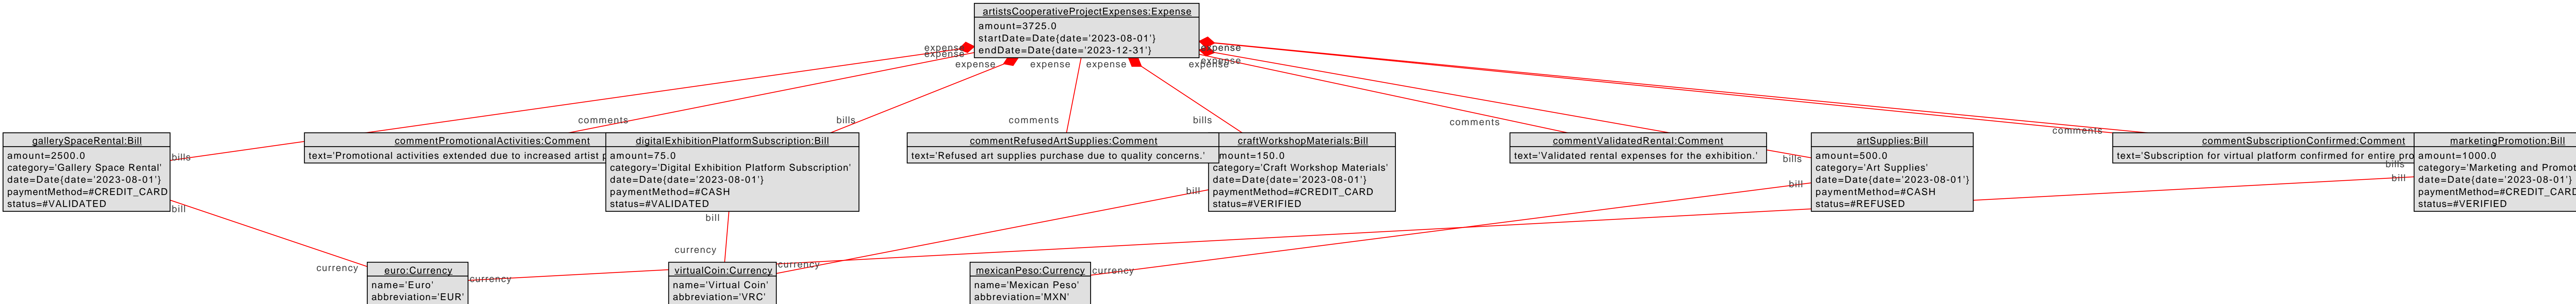 artistsCooperativeProjectExpenses:Expense
amount=3725.0
startDate=Date{date='2023-08-01'}
endDate=Date{date='2023-12-31'}
expense
expense
expense
expense
expense
expense
expense
expense
comments
bills
comments
bills
comments
comments
gallerySpaceRental:Bill
amount=2500.0
category='Gallery Space Rental'
date=Date{date='2023-08-01'}
paymentMethod=#CREDIT_CARD
status=#VALIDATED
bills
bill
commentPromotionalActivities:Comment
text='Promotional activities extended due to increased artist p
digitalExhibitionPlatformSubscription:Bill
amount=75.0
category='Digital Exhibition Platform Subscription'
date=Date{date='2023-08-01'}
paymentMethod=#CASH
status=#VALIDATED
bill
commentRefusedArtSupplies:Comment
text='Refused art supplies purchase due to quality concerns.'
craftWorkshopMaterials:Bill
mount=150.0
category='Craft Workshop Materials'
date=Date{date='2023-08-01'}
paymentMethod=#CREDIT_CARD
status=#VERIFIED
bill
commentValidatedRental:Comment
text='Validated rental expenses for the exhibition.'
bills
bill
artSupplies:Bill
amount=500.0
category='Art Supplies'
date=Date{date='2023-08-01'}
paymentMethod=#CASH
status=#REFUSED
commentSubscriptionConfirmed:Comment
text='Subscription for virtual platform confirmed for entire pro
bills
bill
marketingPromotion:Bill
amount=1000.0
category='Marketing and Promot
date=Date{date='2023-08-01'}
paymentMethod=#CREDIT_CARD
status=#VERIFIED
currency
euro:Currency
name='Euro'
abbreviation='EUR'
currency
currency
virtualCoin:Currency
name='Virtual Coin'
abbreviation='VRC'
currency
mexicanPeso:Currency
name='Mexican Peso'
abbreviation='MXN'
currency